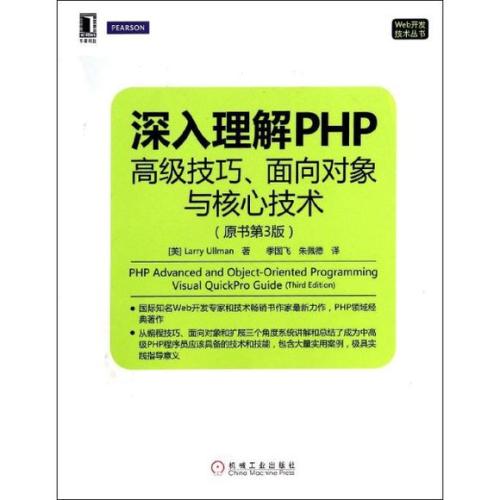 华章科技
PEARSON
Web开发
技术丛书
深入理解PHP
高级技巧、面向对象
与核心技术
(原书第3版)
[美] Larry Ullman 著 季国飞 朱佩德 译
PHP Advanced and Object-Oriented Programming
Visual QuickPro Guide (Third Edition)
● 国际知名Web开发专家和技术畅销书作家最新力作，PHP领域经
典著作
● 从编程技巧、面向对象和扩展三个角度系统讲解和总结了成为中高
级PHP程序员应该具备的技术和技能，包含大量实用案例，极具实
践指导意义
机械工业出版社
China Machine Press